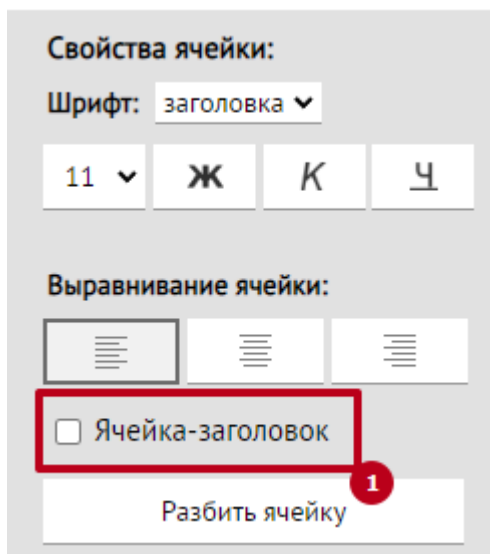 Свойства ячейки:
Шрифт: заголовка
11 Ж К Ч
Выравнивание ячейки:
Ячейка-заголовок
1
Разбить ячейку